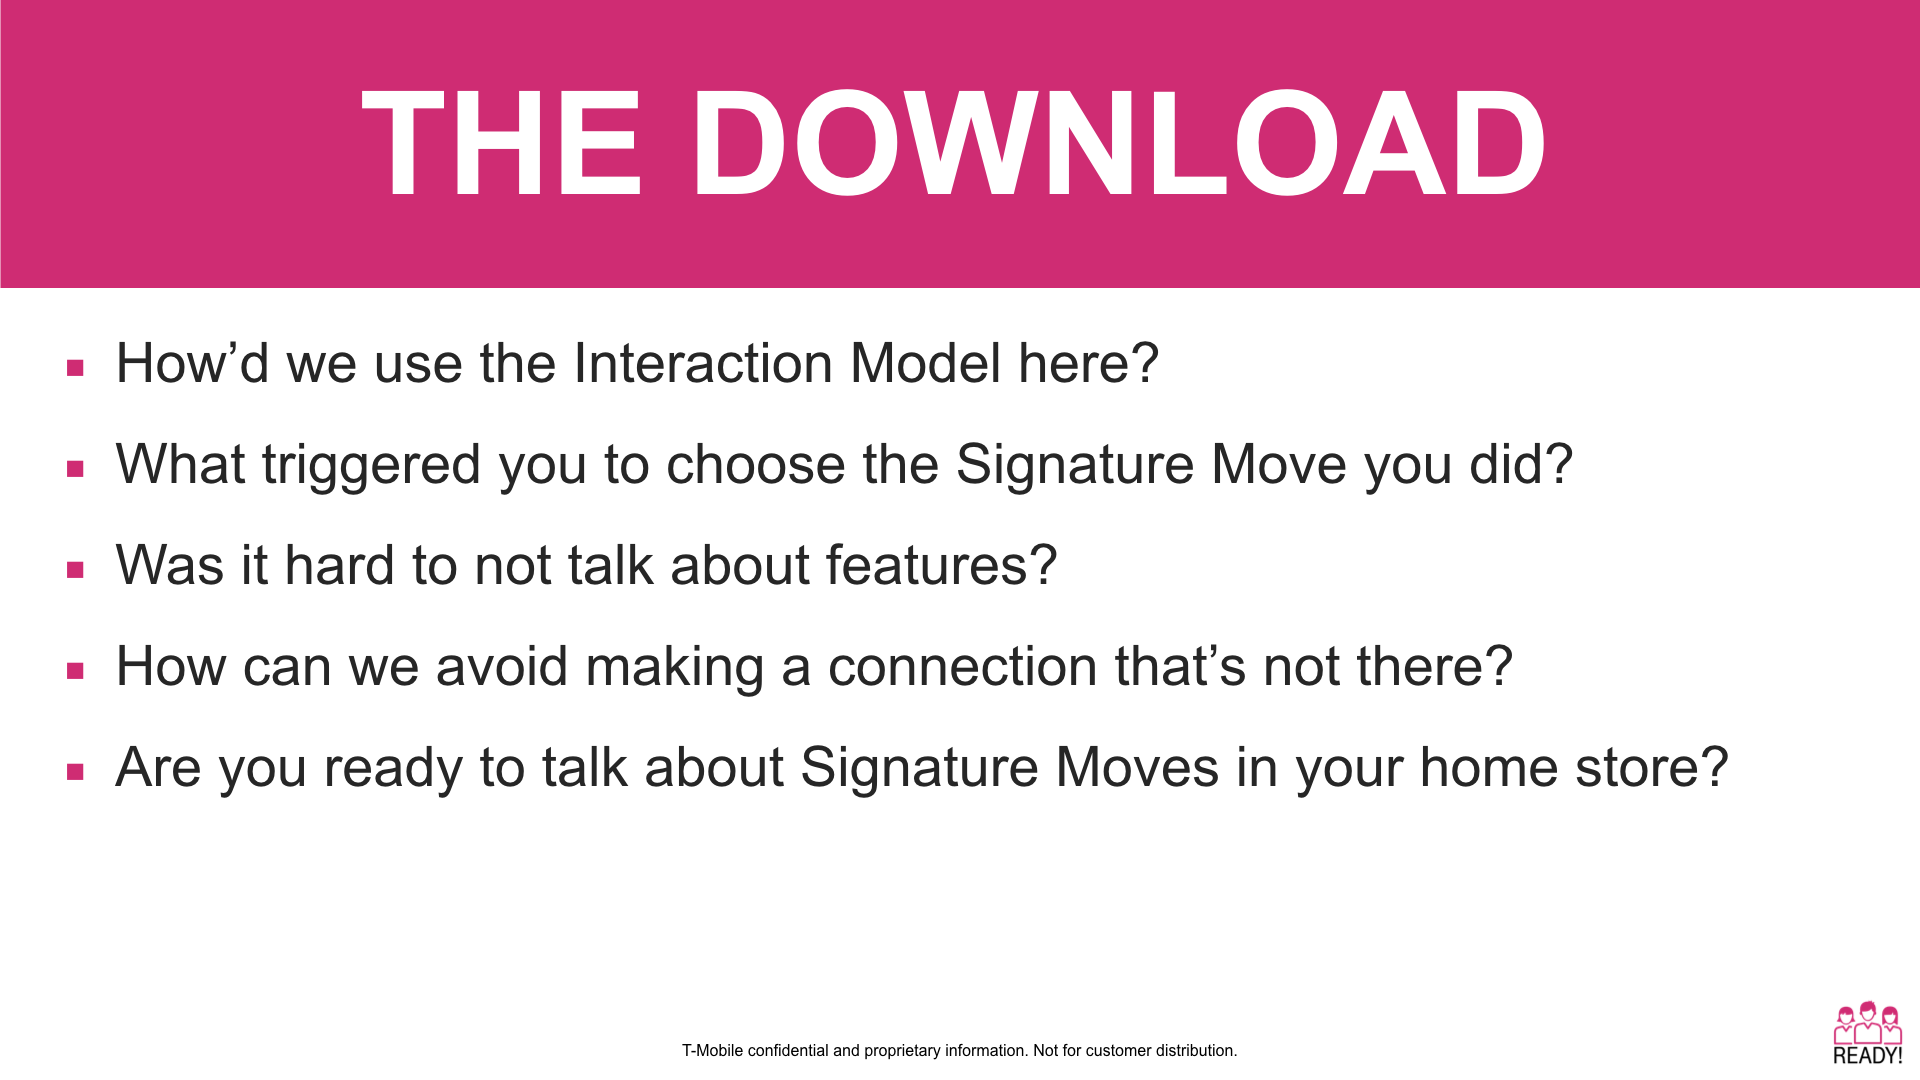 THE DOWNLOAD
How’d we use the Interaction Model here?
What triggered you to choose the Signature Move you did?
Was it hard to not talk about features?
How can we avoid making a connection that’s not there?
Are you ready to talk about Signature Moves in your home store?
T-Mobile confidential and proprietary information. Not for customer distribution.
READY!